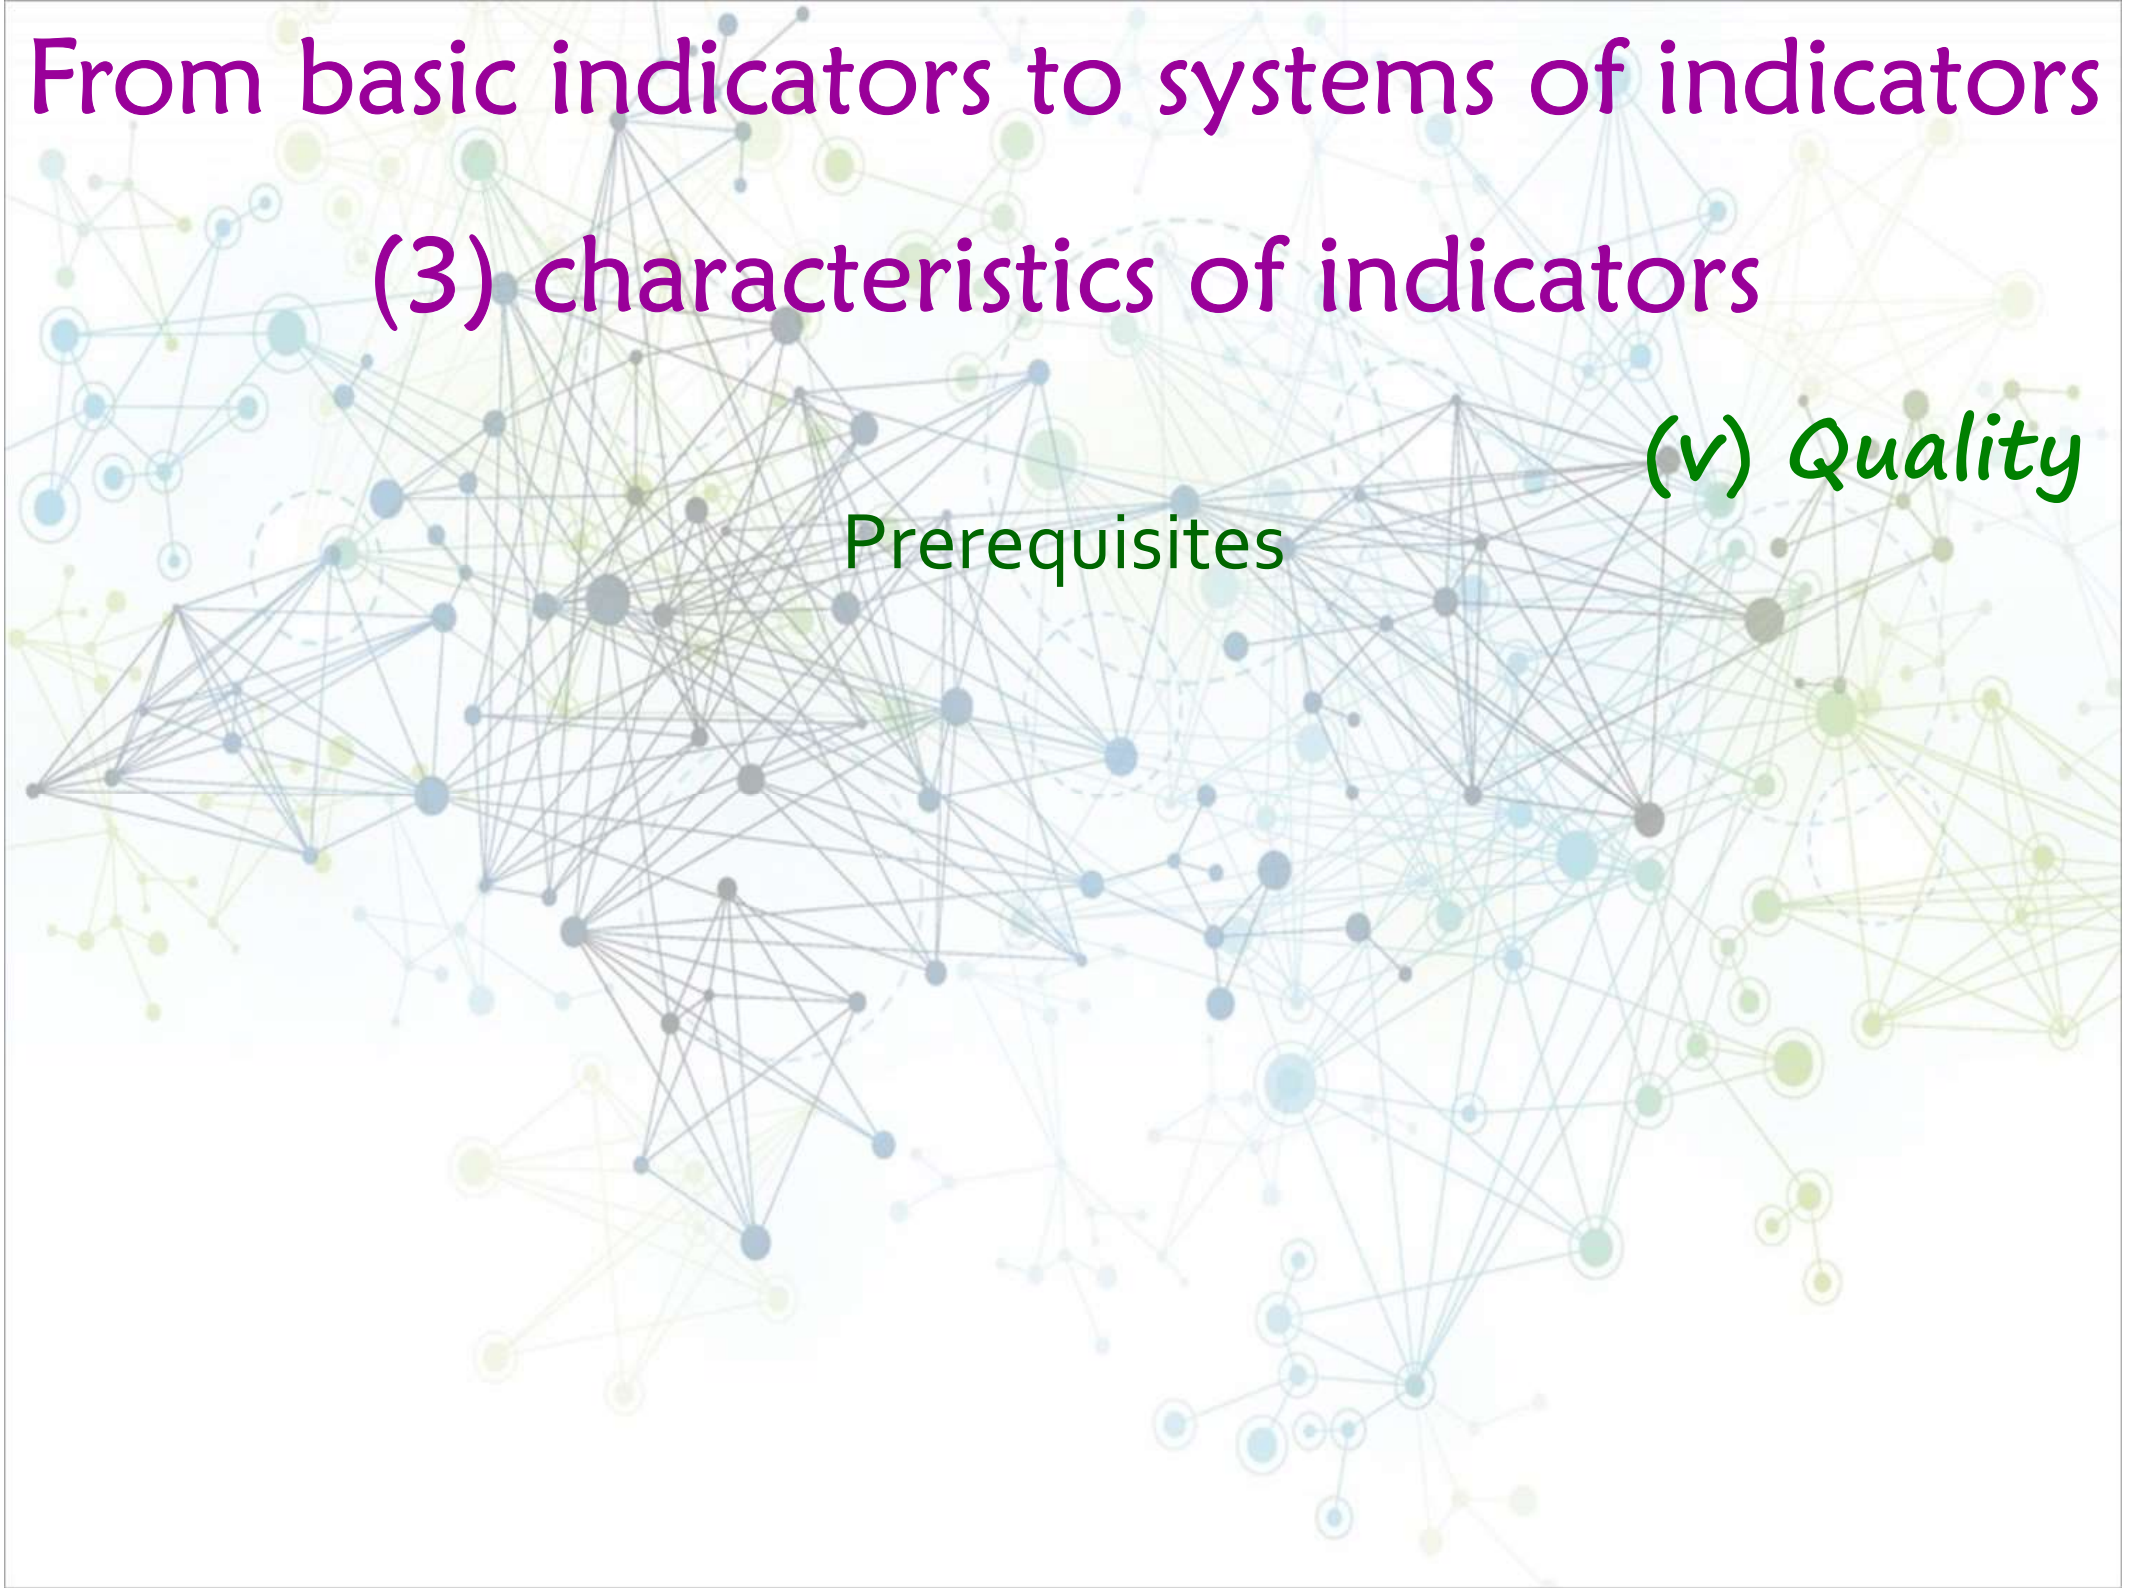 From basic indicators to systems of indicators
(3) characteristics of indicators
(v) Quality
Prerequisites